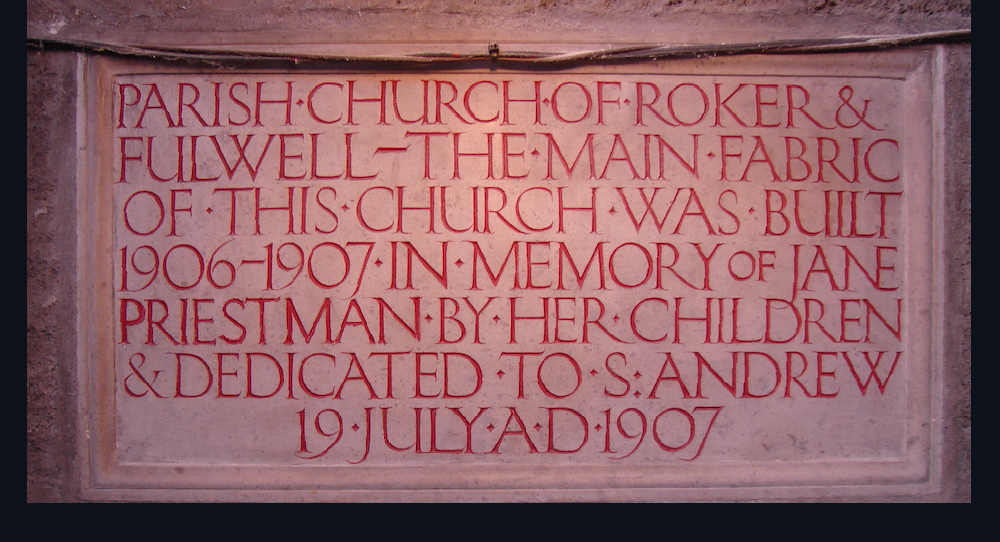 PARISH·CHURCH·OF·ROKER &
FULWELL–THE·MAIN·FABRIC
OF·THIS·CHURCH·WAS·BUILT
1906–1907·IN·MEMORY OF JANE
PRIESTMAN·BY·HER·CHILDREN
& DEDICATED·TO·S:ANDREW
19·JULY·A·D·1907